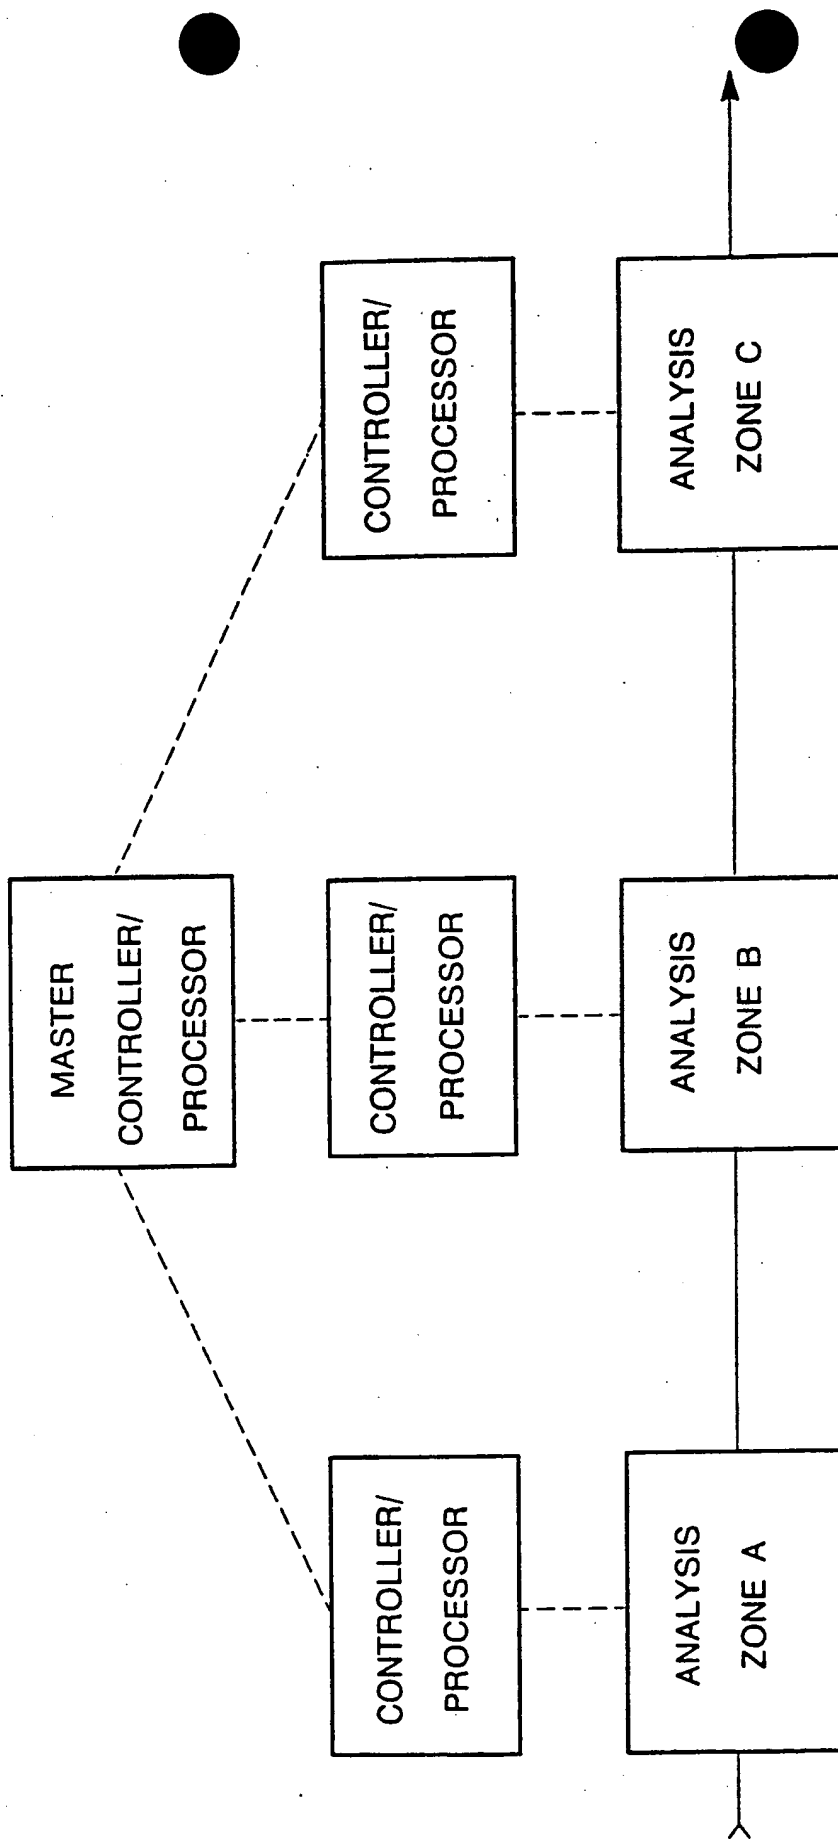 MASTER
CONTROLLER/
PROCESSOR
CONTROLLER/
PROCESSOR
CONTROLLER/
PROCESSOR
CONTROLLER/
PROCESSOR
ANALYSIS
ZONE A
ANALYSIS
ZONE B
ANALYSIS
ZONE C